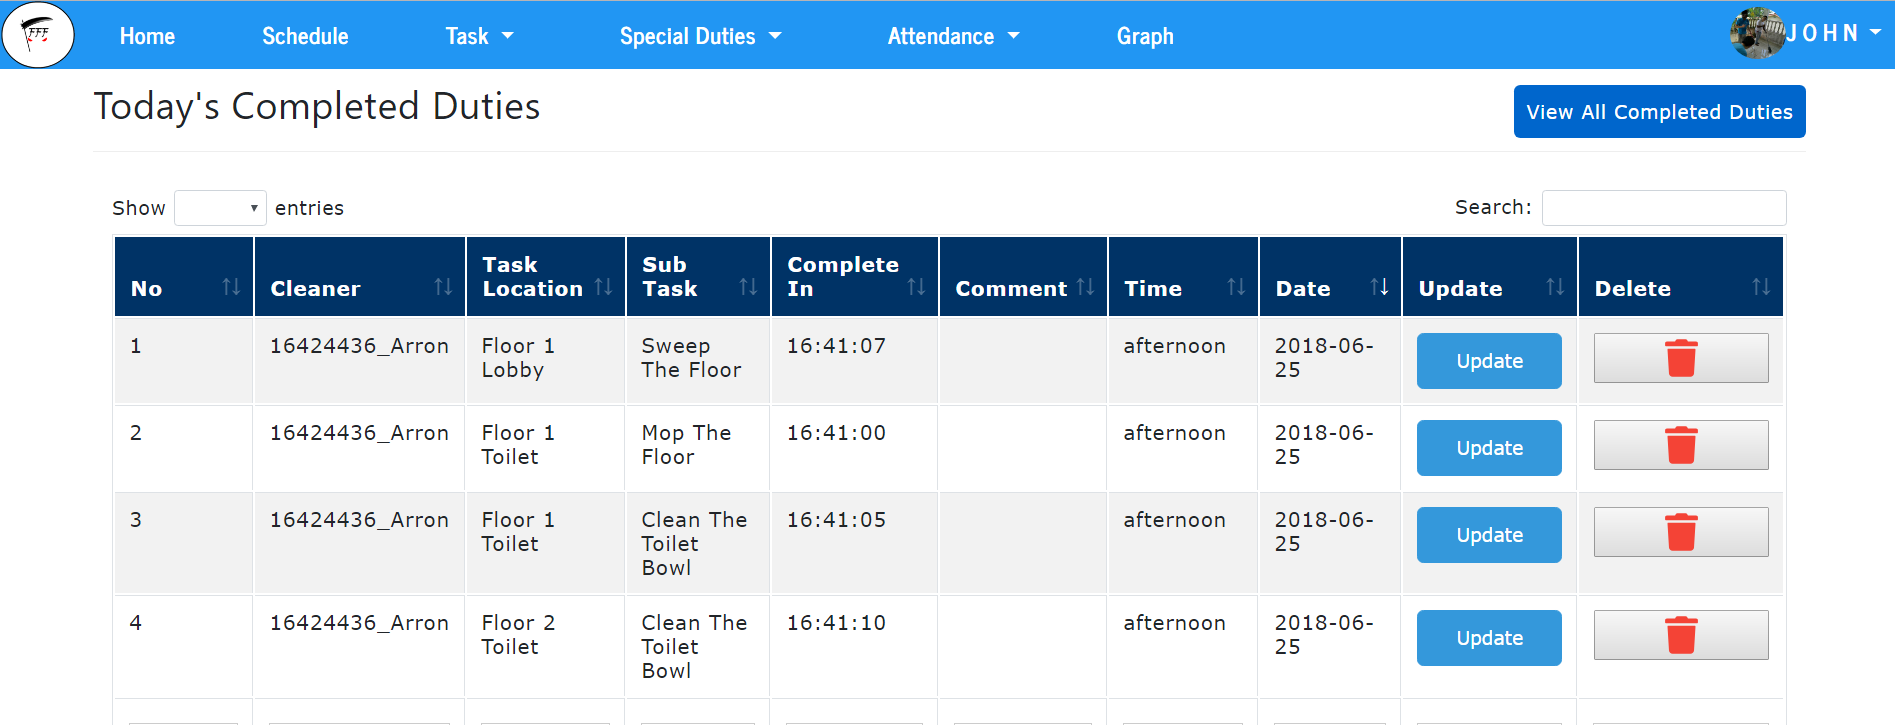 FFF
Home Schedule Task Special Duties Attendance Graph JOHN
Today's Completed Duties
View All Completed Duties
Show entries
Search:
No Cleaner Task Location Sub Task Complete In Comment Time Date Update Delete
1 16424436_Arron Floor 1 Lobby Sweep The Floor 16:41:07 afternoon 2018-06-25 Update
2 16424436_Arron Floor 1 Toilet Mop The Floor 16:41:00 afternoon 2018-06-25 Update
3 16424436_Arron Floor 1 Toilet Clean The Toilet Bowl 16:41:05 afternoon 2018-06-25 Update
4 16424436_Arron Floor 2 Toilet Clean The Toilet Bowl 16:41:10 afternoon 2018-06-25 Update